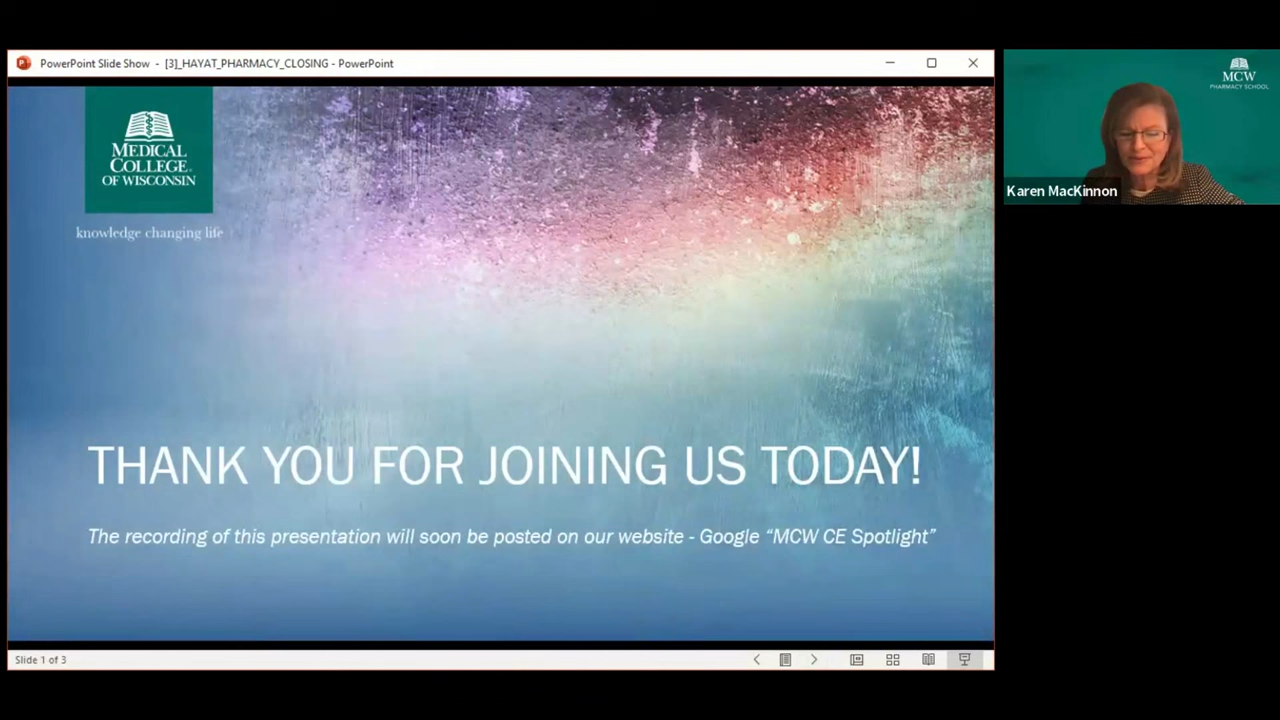 PowerPoint Slide Show - [3]_HAYAT_PHARMACY_CLOSING - PowerPoint
MEDICAL
COLLEGE
OF WISCONSIN
knowledge changing life
THANK YOU FOR JOINING US TODAY!
The recording of this presentation will soon be posted on our website - Google “MCW CE Spotlight”
Slide 1 of 3
MCW
PHARMACY SCHOOL
Karen MacKinnon